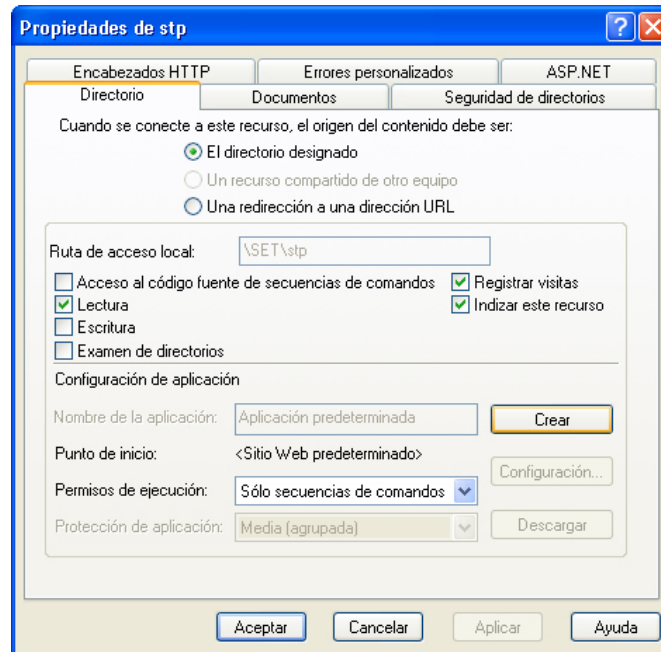 Propiedades de stp
Encabezados HTTP Errores personalizados ASP.NET
Directorio Documentos Seguridad de directorios
Cuando se conecte a este recurso, el origen del contenido debe ser:
El directorio designado
Un recurso compartido de otro equipo
Una redirección a una dirección URL
Ruta de acceso local: \SET\stp
Acceso al código fuente de secuencias de comandos Registrar visitas
Lectura Indizar este recurso
Escritura
Examen de directorios
Configuración de aplicación
Nombre de la aplicación: Aplicación predeterminada Crear
Punto de inicio: <Sitio Web predeterminado>
Configuración...
Permisos de ejecución: Sólo secuencias de comandos
Protección de aplicación: Media (agrupada) Descargar
Aceptar Cancelar Aplicar Ayuda